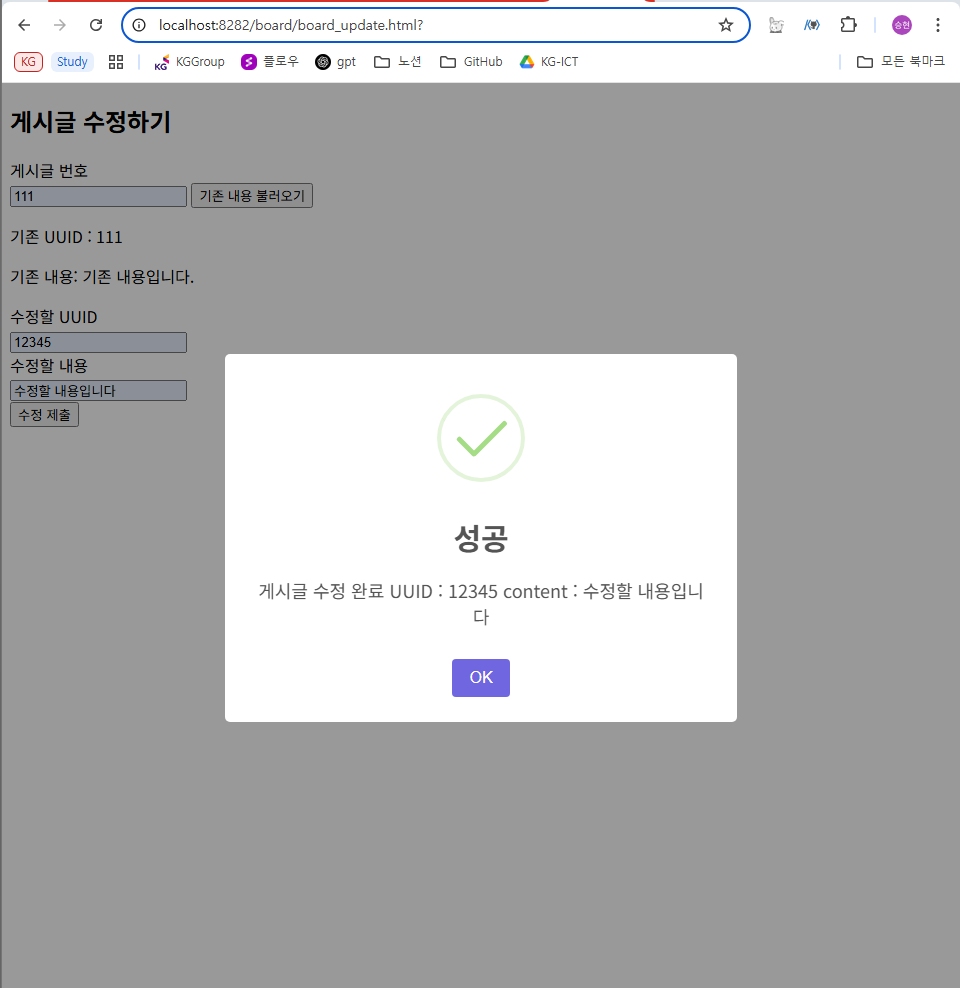 localhost:8282/board/board_update.html?
승현
KG Study KGGroup 플로우 gpt 노션 GitHub KG-ICT 모든 북마크
게시글 수정하기
게시글 번호
111 기존 내용 불러오기
기존 UUID : 111
기존 내용: 기존 내용입니다.
수정할 UUID
12345
수정할 내용
수정할 내용입니다
수정 제출
성공
게시글 수정 완료 UUID : 12345 content : 수정할 내용입니
다
OK